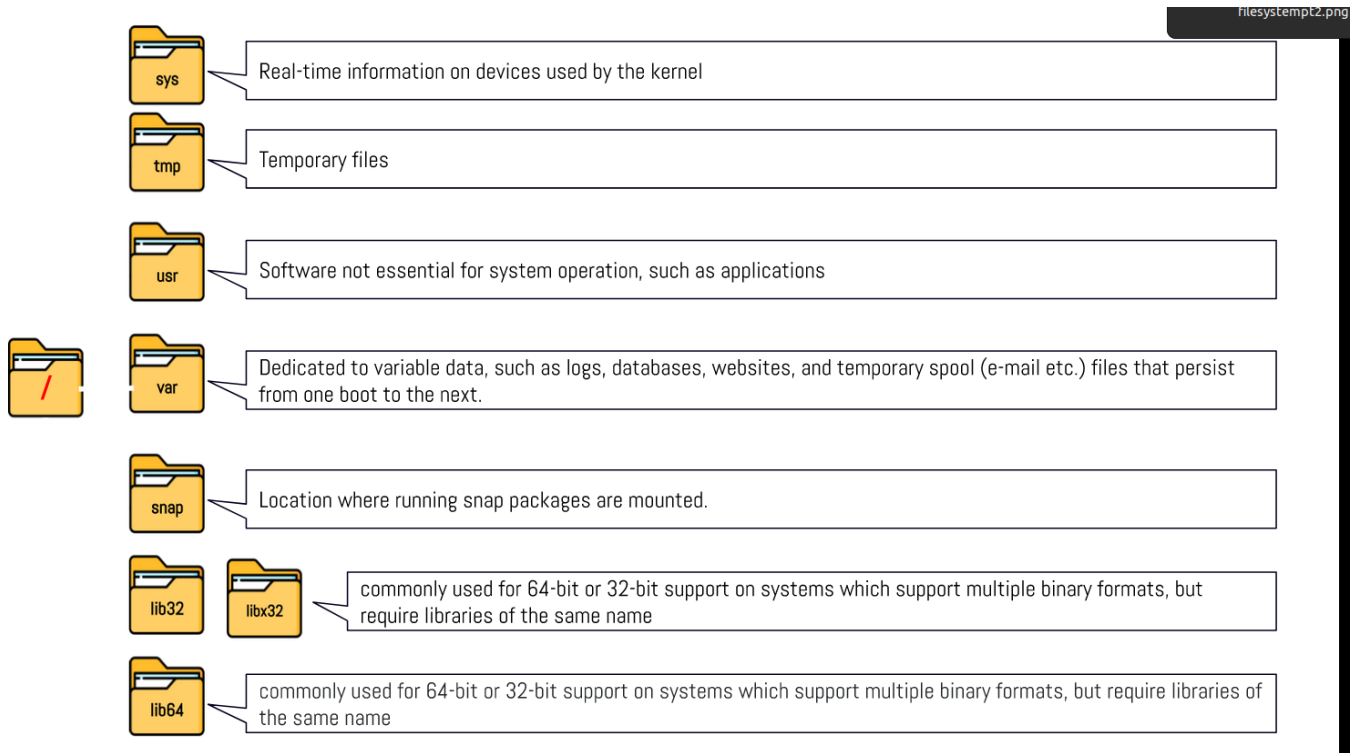 filesystempt2.png
sys
Real-time information on devices used by the kernel
tmp
Temporary files
usr
Software not essential for system operation, such as applications
/
var
Dedicated to variable data, such as logs, databases, websites, and temporary spool (e-mail etc.) files that persist
from one boot to the next.
snap
Location where running snap packages are mounted.
lib32
libx32
commonly used for 64-bit or 32-bit support on systems which support multiple binary formats, but
require libraries of the same name
lib64
commonly used for 64-bit or 32-bit support on systems which support multiple binary formats, but require libraries of
the same name